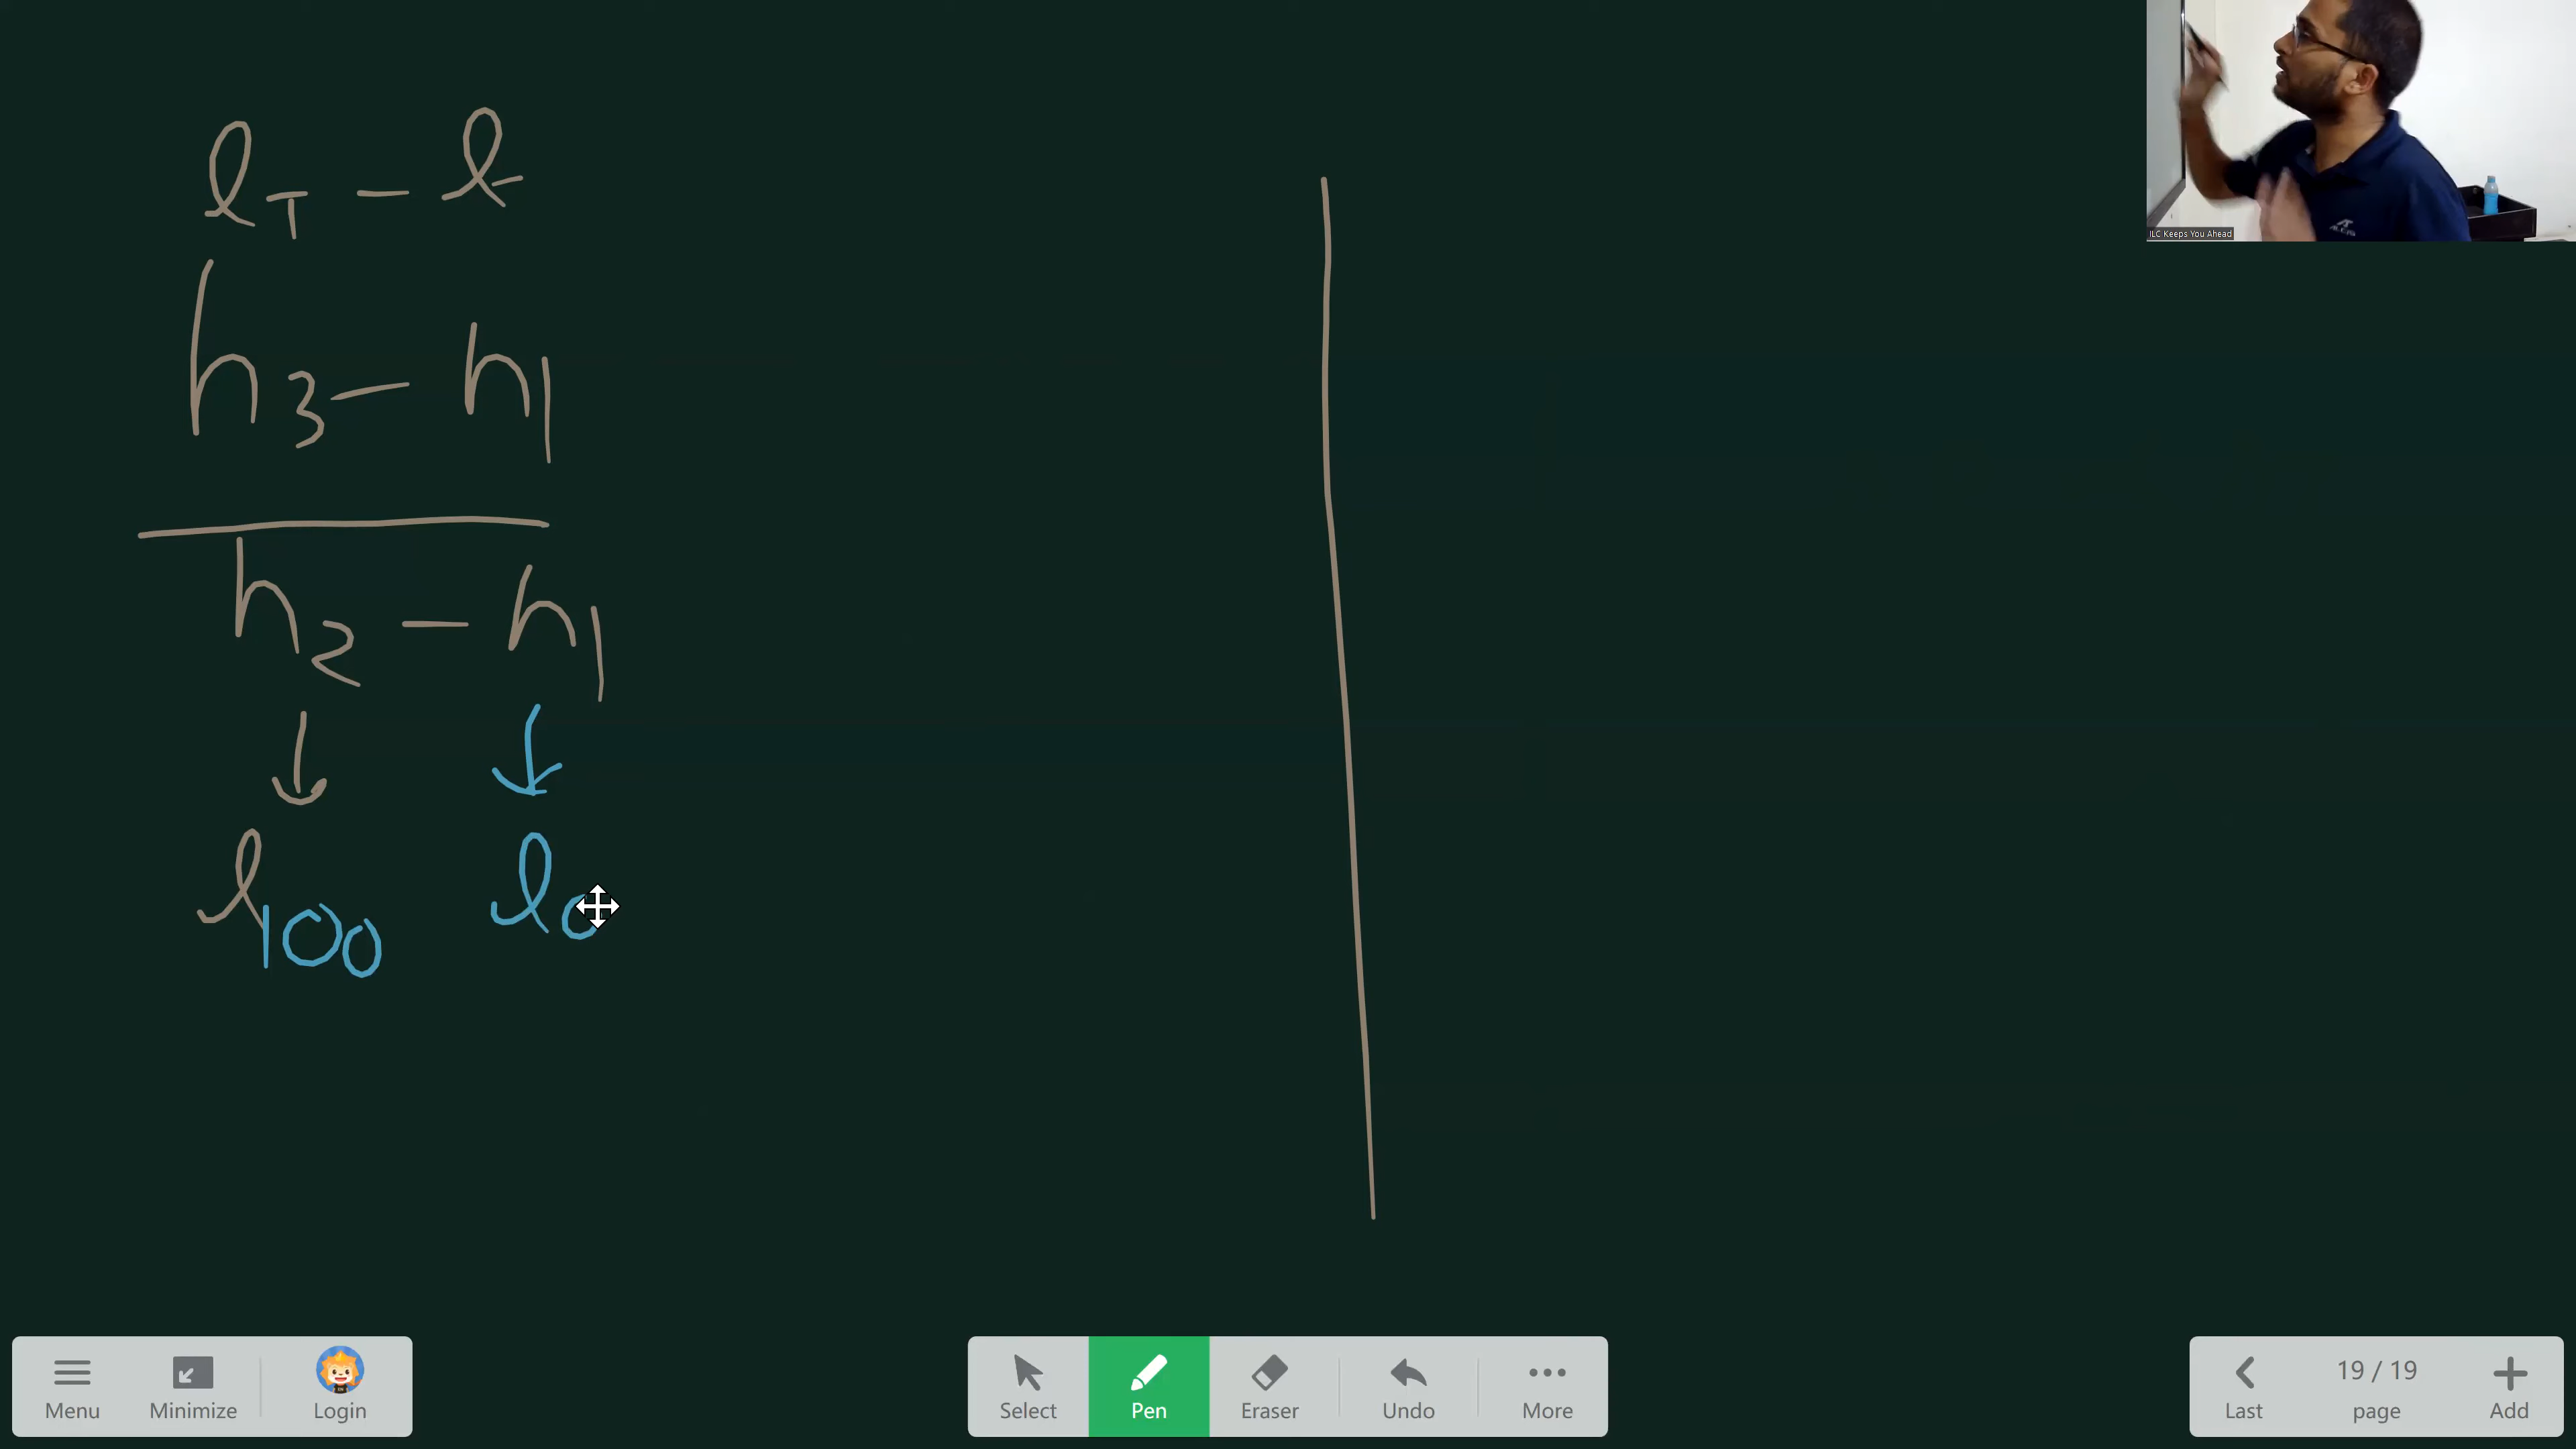 l_T - l
h_3 - h_1
h_2 - h_1
l_100 l_0
ILC Keeps You Ahead
Menu Minimize Login
Select Pen Eraser Undo More
Last 19 / 19 page Add